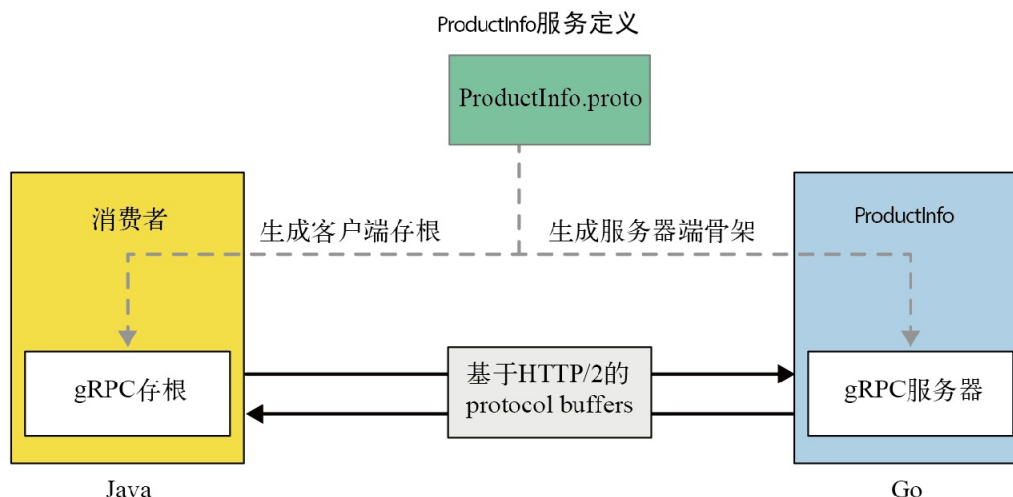 ProductInfo服务定义
ProductInfo.proto
消费者
ProductInfo
生成客户端存根
生成服务器端骨架
gRPC存根
基于HTTP/2的
protocol buffers
gRPC服务器
Java
Go